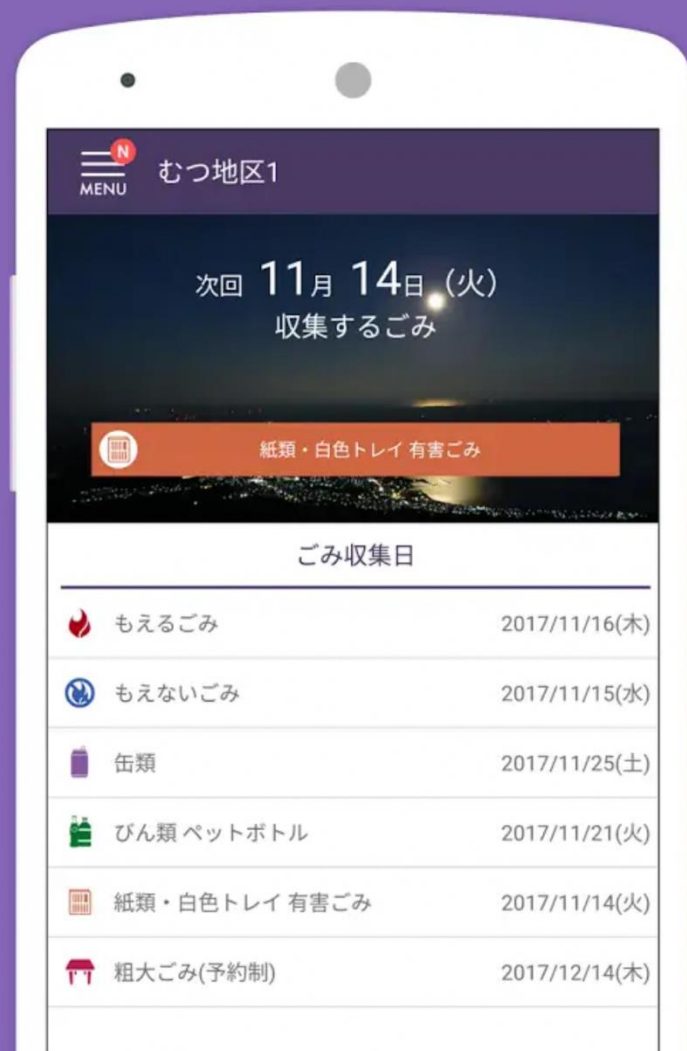 N
MENU
むつ地区1
次回 11月 14日（火）
収集するごみ
紙類・白色トレイ 有害ごみ
ごみ収集日
もえるごみ 2017/11/16(木)
もえないごみ 2017/11/15(水)
缶類 2017/11/25(土)
びん類 ペットボトル 2017/11/21(火)
紙類・白色トレイ 有害ごみ 2017/11/14(火)
粗大ごみ(予約制) 2017/12/14(木)